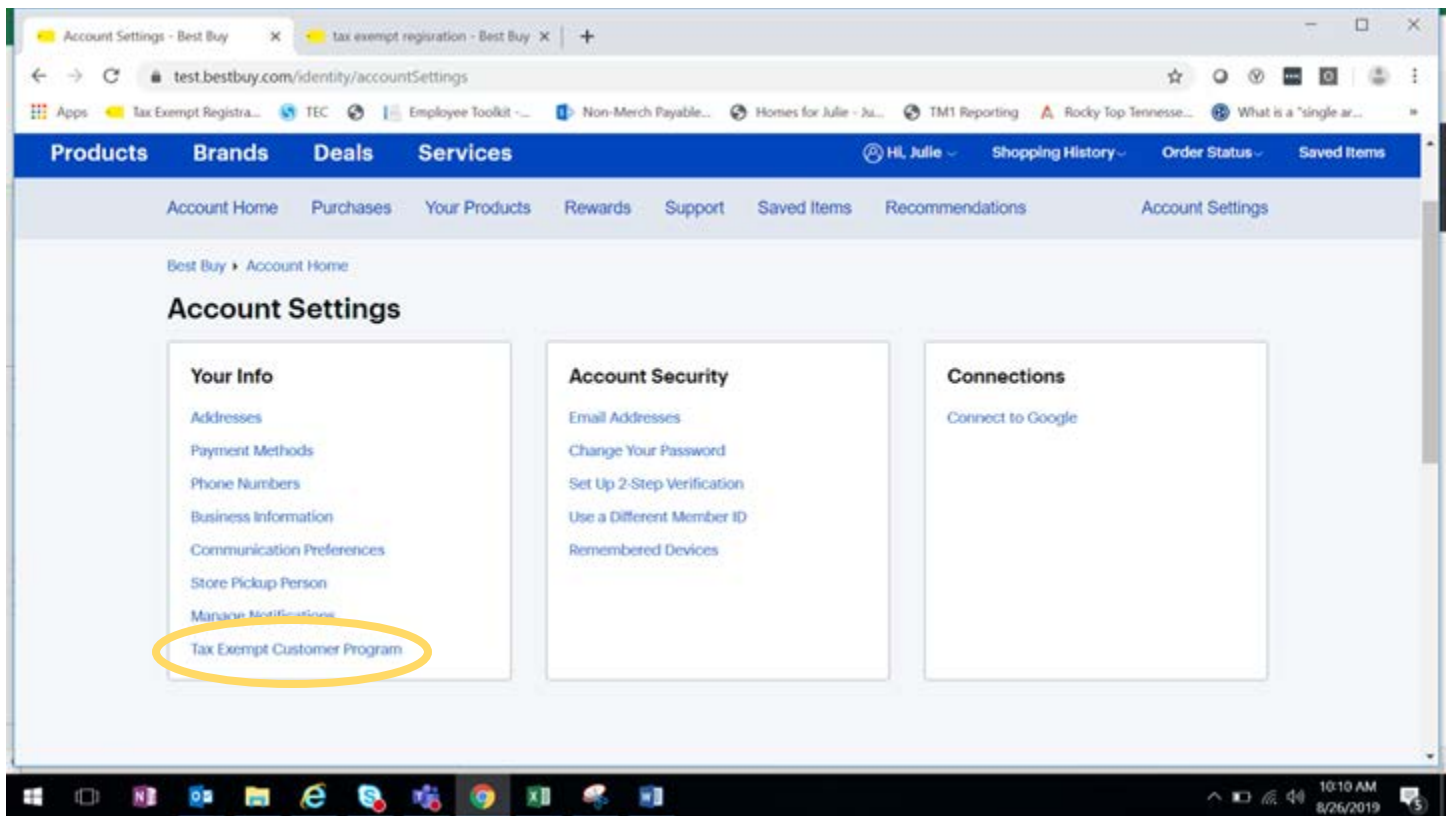 Account Settings - Best Buy
tax exempt regisration - Best Buy
test.bestbuy.com/identity/accountSettings
Apps Tax Exempt Registra... TEC Employee Toolkit -... Non-Merch Payable... Homes for Julie - Ju... TM1 Reporting Rocky Top Tennesse... What is a "single ar... »
Products Brands Deals Services Hi, Julie Shopping History Order Status Saved Items
Account Home Purchases Your Products Rewards Support Saved Items Recommendations Account Settings
Best Buy Account Home
Account Settings
Your Info
Addresses
Payment Methods
Phone Numbers
Business Information
Communication Preferences
Store Pickup Person
Manage Notifications
Tax Exempt Customer Program
Account Security
Email Addresses
Change Your Password
Set Up 2-Step Verification
Use a Different Member ID
Remembered Devices
Connections
Connect to Google
10:10 AM
8/26/2019
5